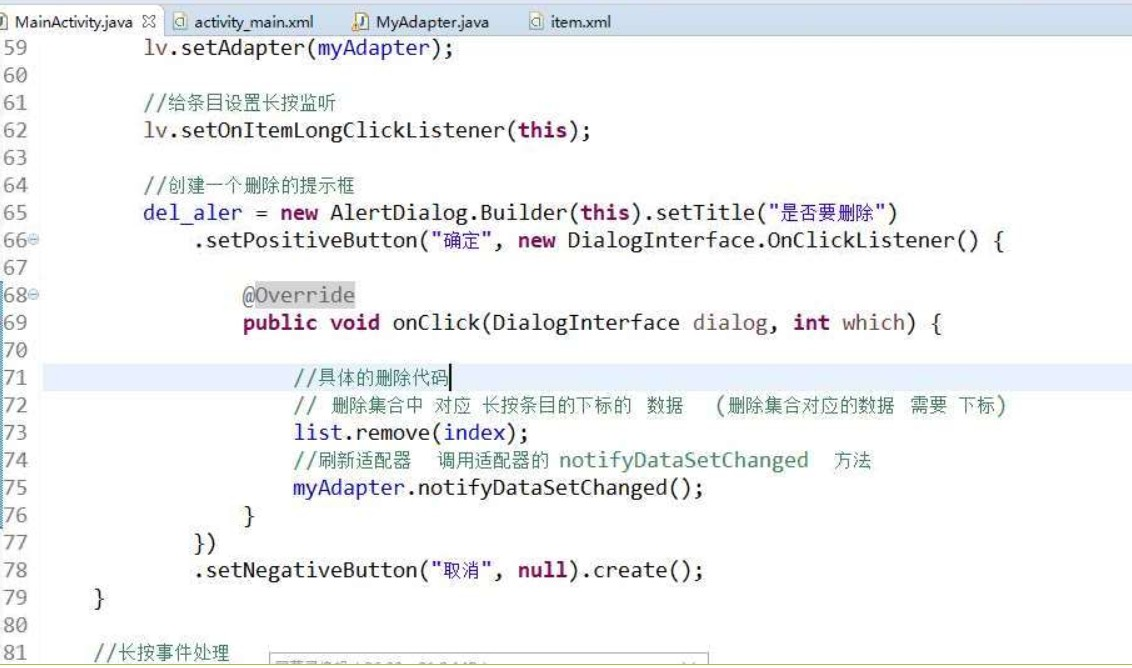 MainActivity.java activity_main.xml MyAdapter.java item.xml
59 lv.setAdapter(myAdapter);
60
61 //给条目设置长按监听
62 lv.setOnItemLongClickListener(this);
63
64 //创建一个删除的提示框
65 del_aler = new AlertDialog.Builder(this).setTitle("是否要删除")
66 .setPositiveButton("确定", new DialogInterface.OnClickListener() {
67
68 @Override
69 public void onClick(DialogInterface dialog, int which) {
70
71 //具体的删除代码
72 // 删除集合中 对应 长按条目的下标的 数据 (删除集合对应的数据 需要 下标)
73 list.remove(index);
74 //刷新适配器 调用适配器的 notifyDataSetChanged 方法
75 myAdapter.notifyDataSetChanged();
76 }
77 })
78 .setNegativeButton("取消", null).create();
79 }
80
81 //长按事件处理